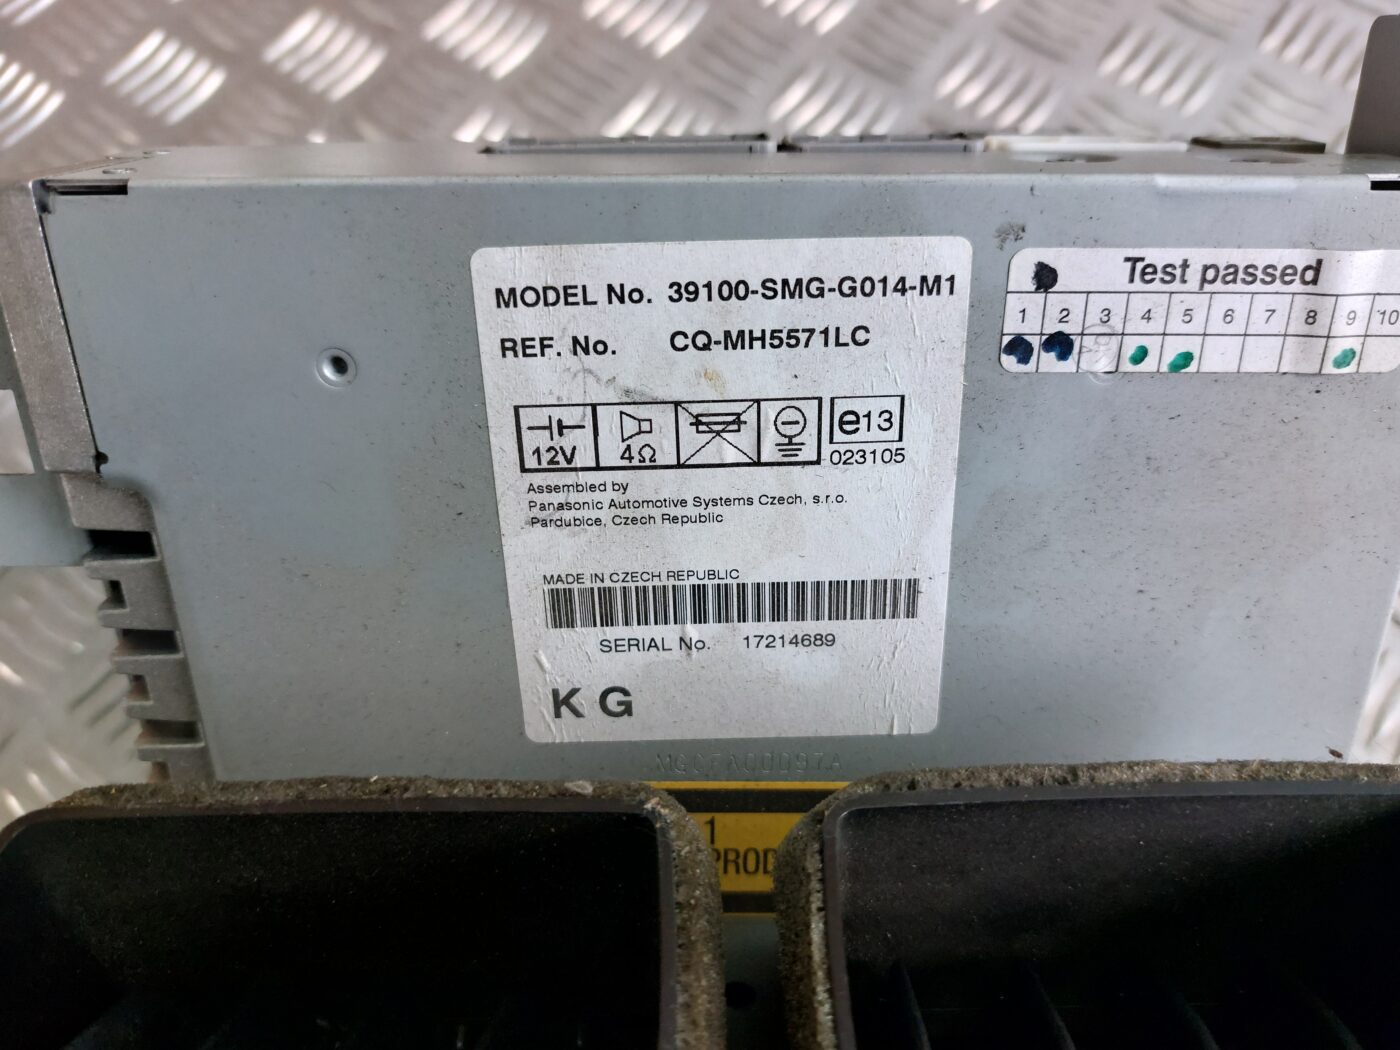 MODEL No. 39100-SMG-G014-M1
REF. No. CQ-MH5571LC
12V 4Ω e13
023105
Assembled by
Panasonic Automotive Systems Czech, s.r.o.
Pardubice, Czech Republic
MADE IN CZECH REPUBLIC
SERIAL No. 17214689
K G
Test passed
1 2 3 4 5 6 7 8 9 10
1